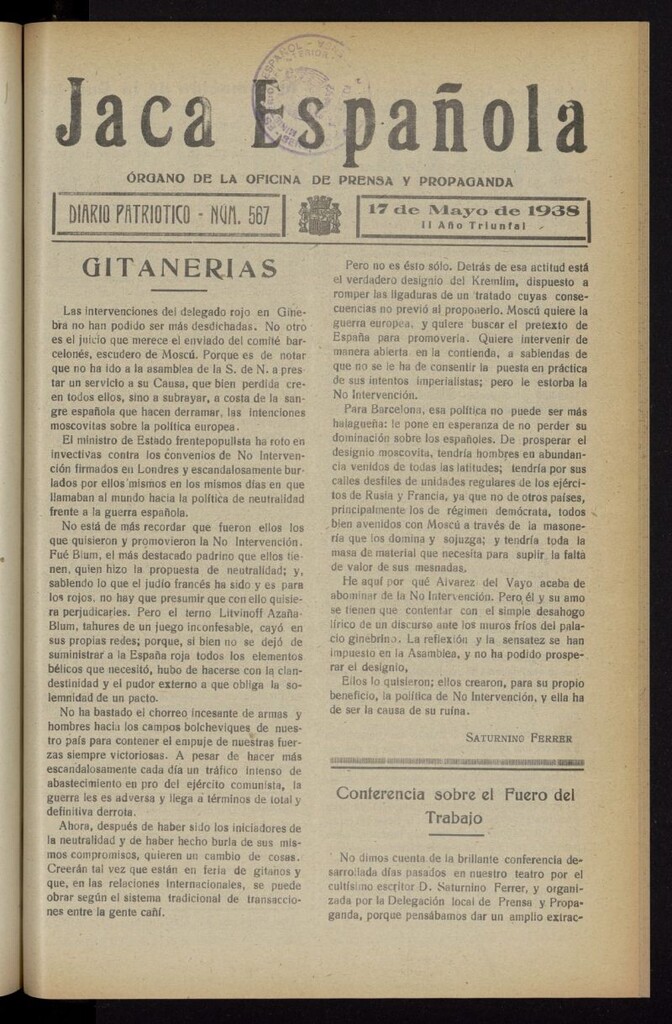 Jaca Española
ÓRGANO DE LA OFICINA DE PRENSA Y PROPAGANDA
DIARIO PATRIOTICO - NÚM. 567
17 de Mayo de 1938
II Año Triunfal
GITANERIAS
Las intervenciones del delegado rojo en Gine-
bra no han podido ser más desdichadas. No otro
es el juicio que merece el enviado del comité bar-
celonés, escudero de Moscú. Porque es de notar
que no ha ido a la asamblea de la S. de N. a pres-
tar un servicio a su Causa, que bien perdida cre-
en todos ellos, sino a subrayar, a costa de la san-
gre española que hacen derramar, las intenciones
moscovitas sobre la política europea.
El ministro de Estado frentepopulista ha roto en
invectivas contra los convenios de No Interven-
ción firmados en Londres y escandalosamente bur-
lados por ellos mismos en los mismos días en que
llamaban al mundo hacia la política de neutralidad
frente a la guerra española.
No está de más recordar que fueron ellos los
que quisieron y promovieron la No Intervención.
Fué Blum, el más destacado padrino que ellos tie-
nen, quien hizo la propuesta de neutralidad; y,
sabiendo lo que el judío francés ha sido y es para
los rojos, no hay que presumir que con ello quisie-
ra perjudicarles. Pero el terno Litvinoff Azaña-
Blum, tahures de un juego inconfesable, cayó en
sus propias redes; porque, si bien no se dejó de
suministrar a la España roja todos los elementos
bélicos que necesitó, hubo de hacerse con la clan-
destinidad y el pudor externo a que obliga la so-
lemnidad de un pacto.
No ha bastado el chorreo incesante de armas y
hombres hacia los campos bolcheviques de nues-
tro país para contener el empuje de nuestras fuer-
zas siempre victoriosas. A pesar de hacer más
escandalosamente cada día un tráfico intenso de
abastecimiento en pro del ejército comunista, la
guerra les es adversa y llega a términos de total y
definitiva derrota.
Ahora, después de haber sido los iniciadores de
la neutralidad y de haber hecho burla de sus mis-
mos compromisos, quieren un cambio de cosas.
Creerán tal vez que están en feria de gitanos y
que, en las relaciones internacionales, se puede
obrar según el sistema tradicional de transaccio-
nes entre la gente cañí.
Pero no es ésto sólo. Detrás de esa actitud está
el verdadero designio del Kremlim, dispuesto a
romper las ligaduras de un tratado cuyas conse-
cuencias no previó al proponerlo. Moscú quiere la
guerra europea, y quiere buscar el pretexto de
España para promoverla. Quiere intervenir de
manera abierta en la contienda, a sabiendas de
que no se le ha de consentir la puesta en práctica
de sus intentos imperialistas; pero le estorba la
No Intervención.
Para Barcelona, esa política no puede ser más
halagueña: le pone en esperanza de no perder su
dominación sobre los españoles. De prosperar el
designio moscovita, tendría hombres en abundan-
cia venidos de todas las latitudes; tendría por sus
calles desfiles de unidades regulares de los ejérci-
tos de Rusia y Francia, ya que no de otros países,
principalmente los de régimen demócrata, todos
bien avenidos con Moscú a través de la masone-
ría que los domina y sojuzga; y tendría toda la
masa de material que necesita para suplir la falta
de valor de sus mesnadas.
He aquí por qué Alvarez del Vayo acaba de
abominar de la No Intervención. Pero él y su amo
se tienen que contentar con el simple desahogo
lírico de un discurso ante los muros fríos del pala-
cio ginebrino. La reflexión y la sensatez se han
impuesto en la Asamblea, y no ha podido prospe-
rar el designio,
Ellos lo quisieron; ellos crearon, para su propio
beneficio, la política de No Intervención, y ella ha
de ser la causa de su ruina.
SATURNINO FERRER
Conferencia sobre el Fuero del
Trabajo
No dimos cuenta de la brillante conferencia de-
sarrollada días pasados en nuestro teatro por el
cultísimo escritor D. Saturnino Ferrer, y organi-
zada por la Delegación local de Prensa y Propa-
ganda, porque pensábamos dar un amplio extrac-